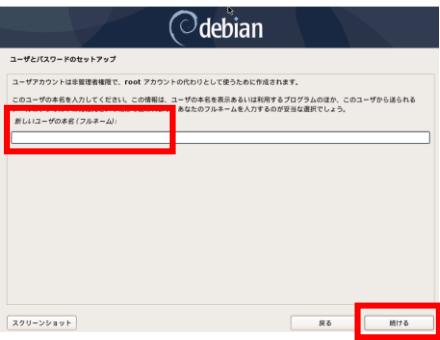 debian
ユーザとパスワードのセットアップ
ユーザアカウントは非管理者権限で、root アカウントの代わりとして使うために作成されます。
このユーザの本名を入力してください。この情報は、ユーザの本名を表示あるいは利用するプログラムのほか、このユーザから送られる
あなたのフルネームを入力するのが妥当な選択でしょう。
新しいユーザの本名 (フルネーム):
スクリーンショット
戻る
続ける